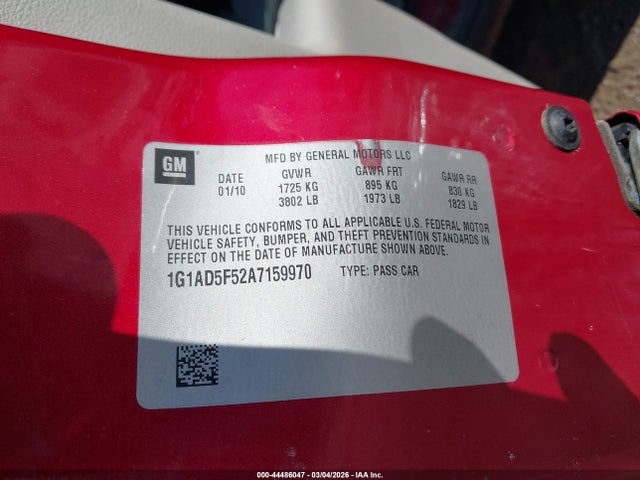 GM
MFD BY GENERAL MOTORS LLC
DATE GVWR GAWR FRT GAWR RR
01/10 1725 KG 895 KG 830 KG
3802 LB 1973 LB 1829 LB
THIS VEHICLE CONFORMS TO ALL APPLICABLE U.S. FEDERAL MOTOR
VEHICLE SAFETY, BUMPER, AND THEFT PREVENTION STANDARDS IN
EFFECT ON THE DATE OF MANUFACTURE SHOWN ABOVE.
1G1AD5F52A7159970 TYPE: PASS CAR
000-44486047 - 03/04/2026 - IAA Inc.